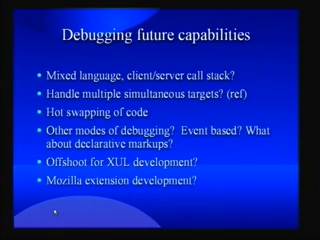 Debugging future capabilities
• Mixed language, client/server call stack?
• Handle multiple simultaneous targets? (ref)
• Hot swapping of code
• Other modes of debugging? Event based? What
about declarative markups?
• Offshoot for XUL development?
• Mozilla extension development?